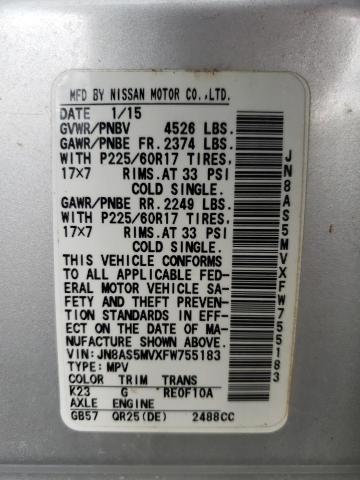 MFD BY NISSAN MOTOR CO.,LTD.
DATE 1/15
GVWR/PNBV 4526 LBS.
GAWR/PNBE FR. 2374 LBS.
WITH P225/60R17 TIRES,
17×7 RIMS.AT 33 PSI
COLD SINGLE.
GAWR/PNBE RR. 2249 LBS.
WITH P225/60R17 TIRES,
17×7 RIMS.AT 33 PSI
COLD SINGLE.
THIS VEHICLE CONFORMS
TO ALL APPLICABLE FED-
ERAL MOTOR VEHICLE SA-
FETY AND THEFT PREVENT-
ION STANDARDS IN EFF-
ECT ON THE DATE OF MA-
NUFACTURE SHOWN ABOVE.
VIN: JN8AS5MVXFW755183
TYPE: MPV
COLOR TRIM TRANS
K23 G RE0F10A
AXLE ENGINE
GB57 QR25(DE) 2488CC
JN8AS5MVXFW755183